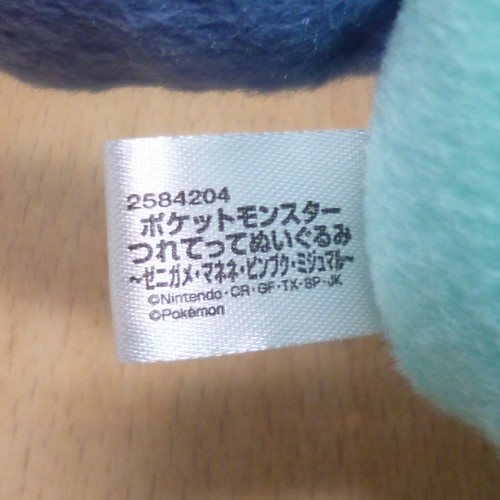 2584204
ポケットモンスター
つれてってぬいぐるみ
~ゼニガメ・マネネ・ピンプク・ミジュマル~
©Nintendo・CR・GF・TX・SP・JK
©Pokémon